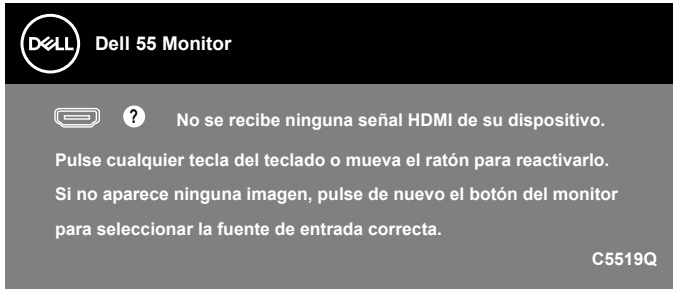 DELL Dell 55 Monitor
? No se recibe ninguna señal HDMI de su dispositivo.
Pulse cualquier tecla del teclado o mueva el ratón para reactivarlo.
Si no aparece ninguna imagen, pulse de nuevo el botón del monitor
para seleccionar la fuente de entrada correcta.
C5519Q